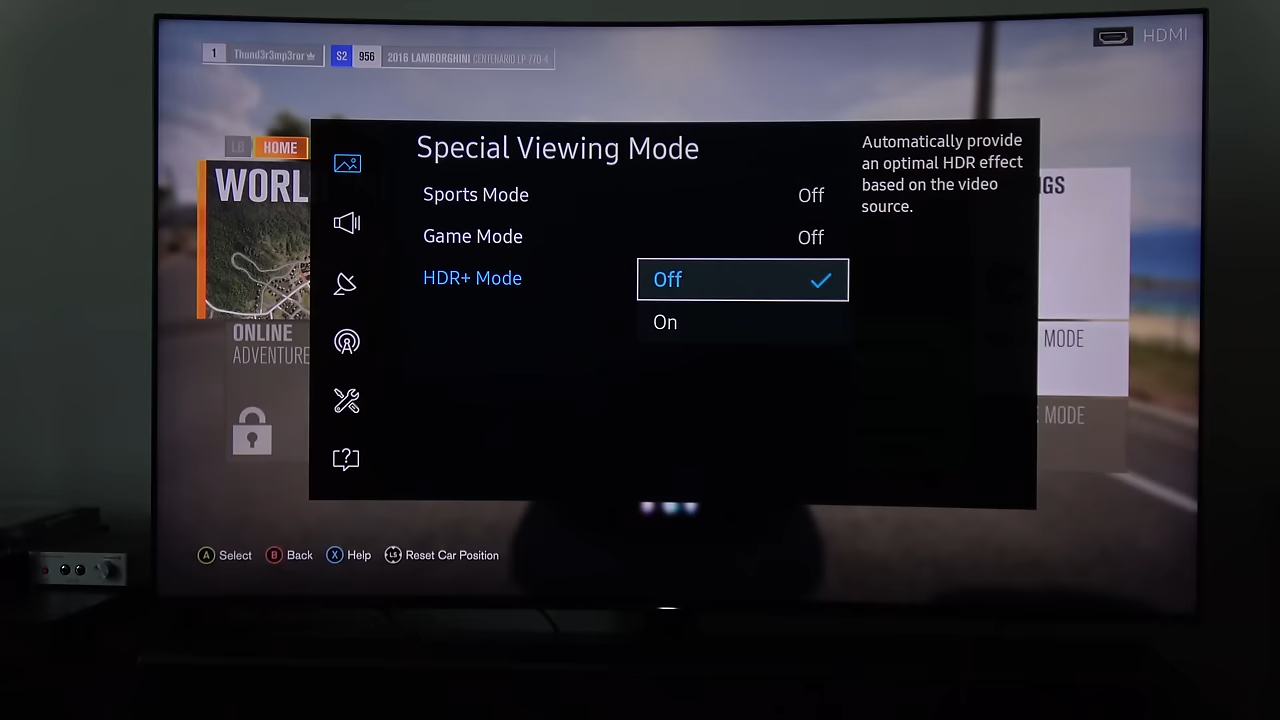 HDMI
1 Thund3r3mp3ror S2 956 2016 LAMBORGHINI CENTENARIO LP 770-4
LB HOME
WORL
Special Viewing Mode
Sports Mode Off
Game Mode Off
HDR+ Mode Off
On
Automatically provide
an optimal HDR effect
based on the video
source.
GS
ONLINE
ADVENTURE
MODE
MODE
A Select B Back X Help LS Reset Car Position